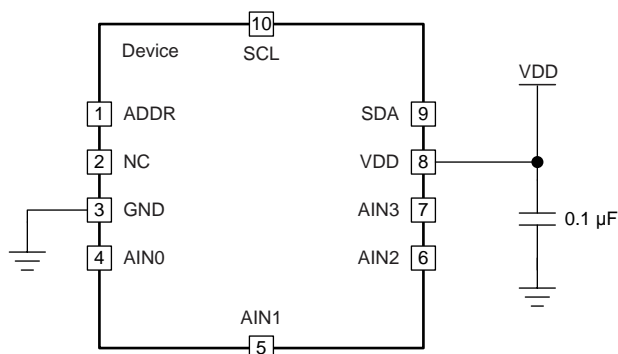 10
Device
SCL
VDD
1 ADDR
SDA 9
2 NC
VDD 8
3 GND
AIN3 7
0.1 µF
4 AIN0
AIN2 6
AIN1
5